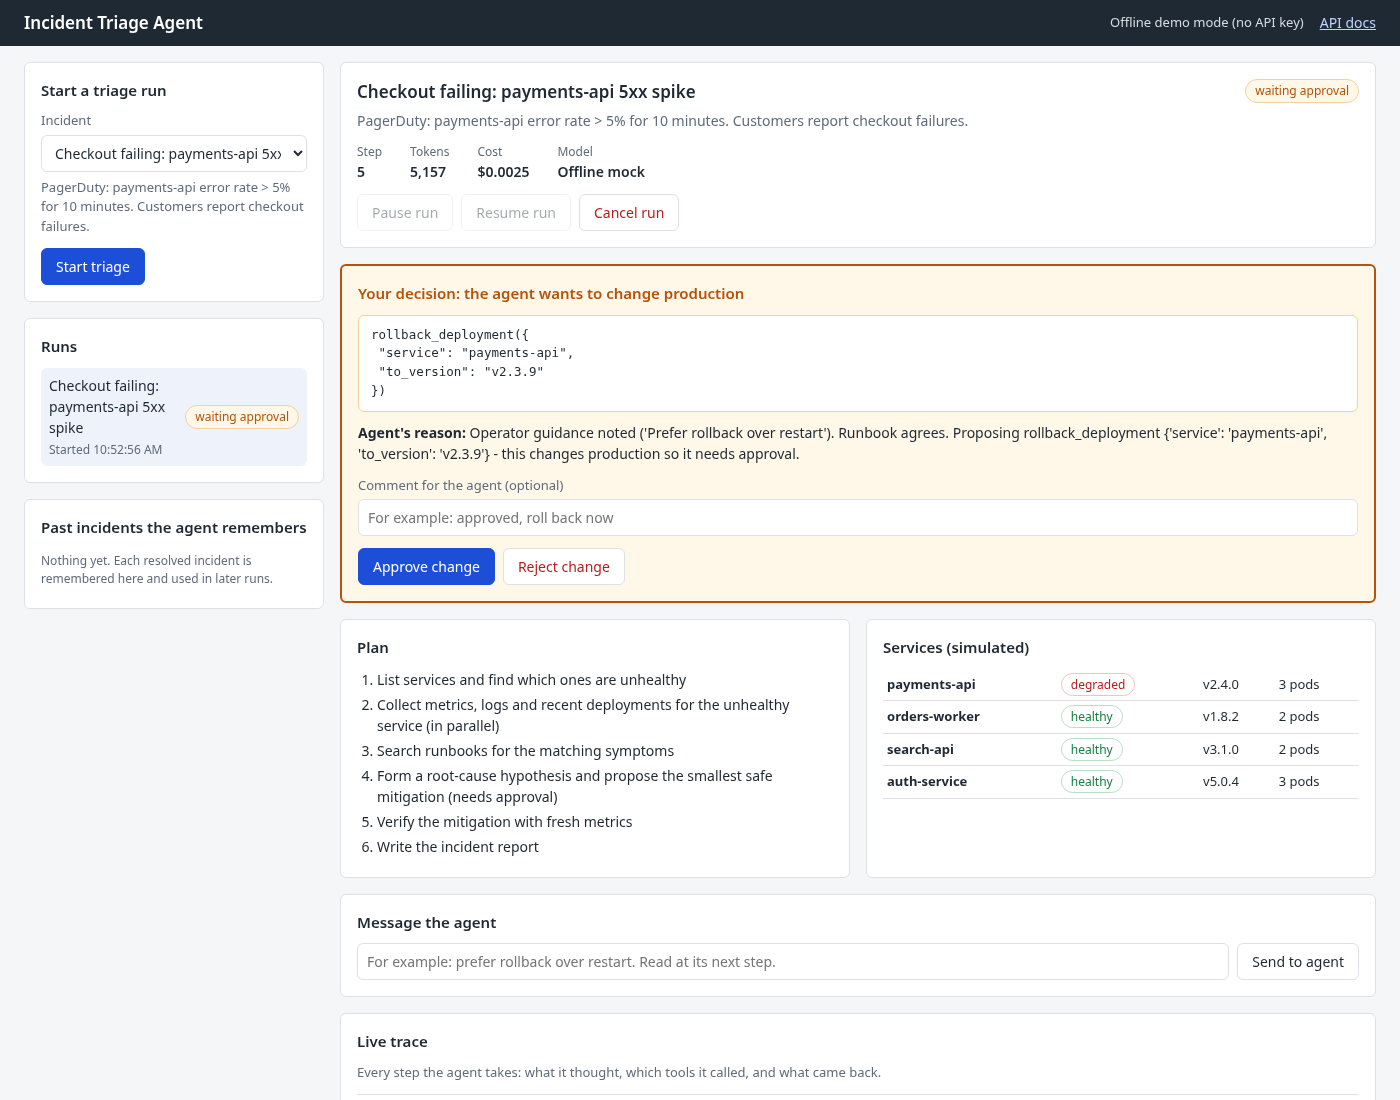 Incident Triage Agent
Offline demo mode (no API key)
API docs
Start a triage run
Incident
Checkout failing: payments-api 5xx
PagerDuty: payments-api error rate > 5%
for 10 minutes. Customers report checkout
failures.
Start triage
Runs
Checkout failing:
payments-api 5xx
spike
Started 10:52:56 AM
waiting approval
Past incidents the agent remembers
Nothing yet. Each resolved incident is
remembered here and used in later runs.
Checkout failing: payments-api 5xx spike
waiting approval
PagerDuty: payments-api error rate > 5% for 10 minutes. Customers report checkout failures.
Step Tokens Cost Model
5 5,157 $0.0025 Offline mock
Pause run Resume run Cancel run
Your decision: the agent wants to change production
rollback_deployment({
"service": "payments-api",
"to_version": "v2.3.9"
})
Agent's reason: Operator guidance noted ('Prefer rollback over restart'). Runbook agrees. Proposing rollback_deployment {'service': 'payments-api',
'to_version': 'v2.3.9'} - this changes production so it needs approval.
Comment for the agent (optional)
For example: approved, roll back now
Approve change Reject change
Plan
1. List services and find which ones are unhealthy
2. Collect metrics, logs and recent deployments for the unhealthy
service (in parallel)
3. Search runbooks for the matching symptoms
4. Form a root-cause hypothesis and propose the smallest safe
mitigation (needs approval)
5. Verify the mitigation with fresh metrics
6. Write the incident report
Services (simulated)
payments-api degraded v2.4.0 3 pods
orders-worker healthy v1.8.2 2 pods
search-api healthy v3.1.0 2 pods
auth-service healthy v5.0.4 3 pods
Message the agent
For example: prefer rollback over restart. Read at its next step.
Send to agent
Live trace
Every step the agent takes: what it thought, which tools it called, and what came back.